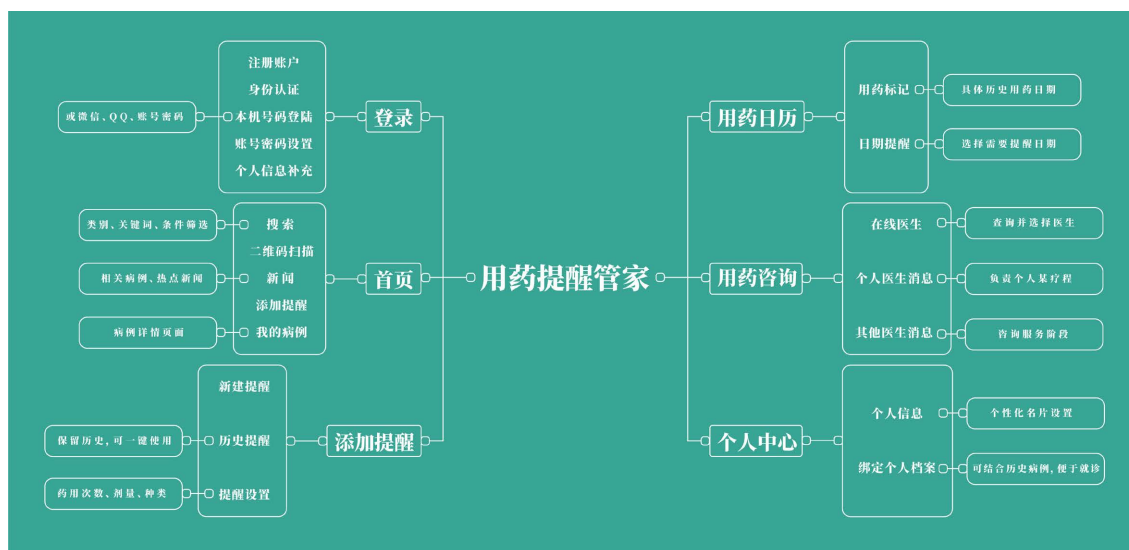 用药提醒管家
登录
注册账户
身份认证
本机号码登陆
或微信、QQ、账号密码
账号密码设置
个人信息补充
首页
搜索
类别、关键词、条件筛选
二维码扫描
新闻
相关病例、热点新闻
添加提醒
我的病例
病例详情页面
添加提醒
新建提醒
历史提醒
保留历史,可一键使用
提醒设置
药用次数、剂量、种类
用药日历
用药标记
具体历史用药日期
日期提醒
选择需要提醒日期
用药咨询
在线医生
查询并选择医生
个人医生消息
负责个人某疗程
其他医生消息
咨询服务阶段
个人中心
个人信息
个性化名片设置
绑定个人档案
可结合历史病例,便于就诊